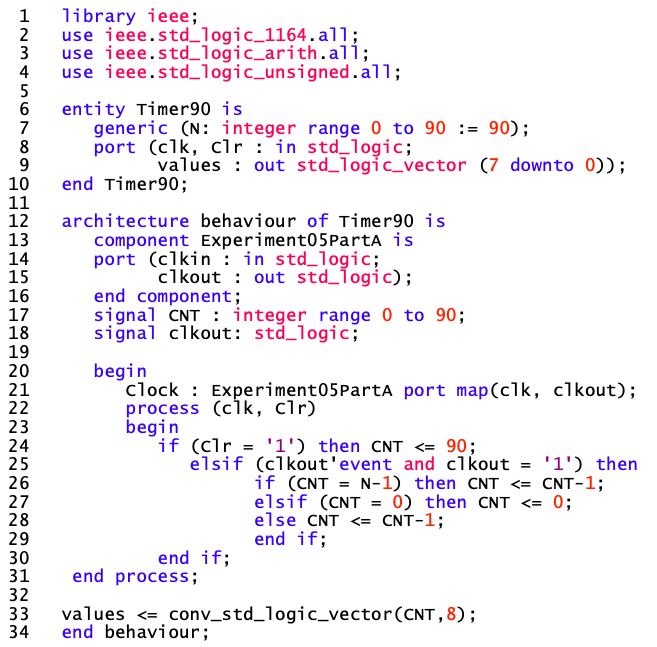 1 library ieee;
2 use ieee.std_logic_1164.all;
3 use ieee.std_logic_arith.all;
4 use ieee.std_logic_unsigned.all;
5
6 entity Timer90 is
7 generic (N: integer range 0 to 90 := 90);
8 port (clk, Clr : in std_logic;
9 values : out std_logic_vector (7 downto 0));
10 end Timer90;
11
12 architecture behaviour of Timer90 is
13 component Experiment05PartA is
14 port (clkin : in std_logic;
15 clkout : out std_logic);
16 end component;
17 signal CNT : integer range 0 to 90;
18 signal clkout: std_logic;
19
20 begin
21 Clock : Experiment05PartA port map(clk, clkout);
22 process (clk, Clr)
23 begin
24 if (Clr = '1') then CNT <= 90;
25 elsif (clkout'event and clkout = '1') then
26 if (CNT = N-1) then CNT <= CNT-1;
27 elsif (CNT = 0) then CNT <= 0;
28 else CNT <= CNT-1;
29 end if;
30 end if;
31 end process;
32
33 values <= conv_std_logic_vector(CNT,8);
34 end behaviour;